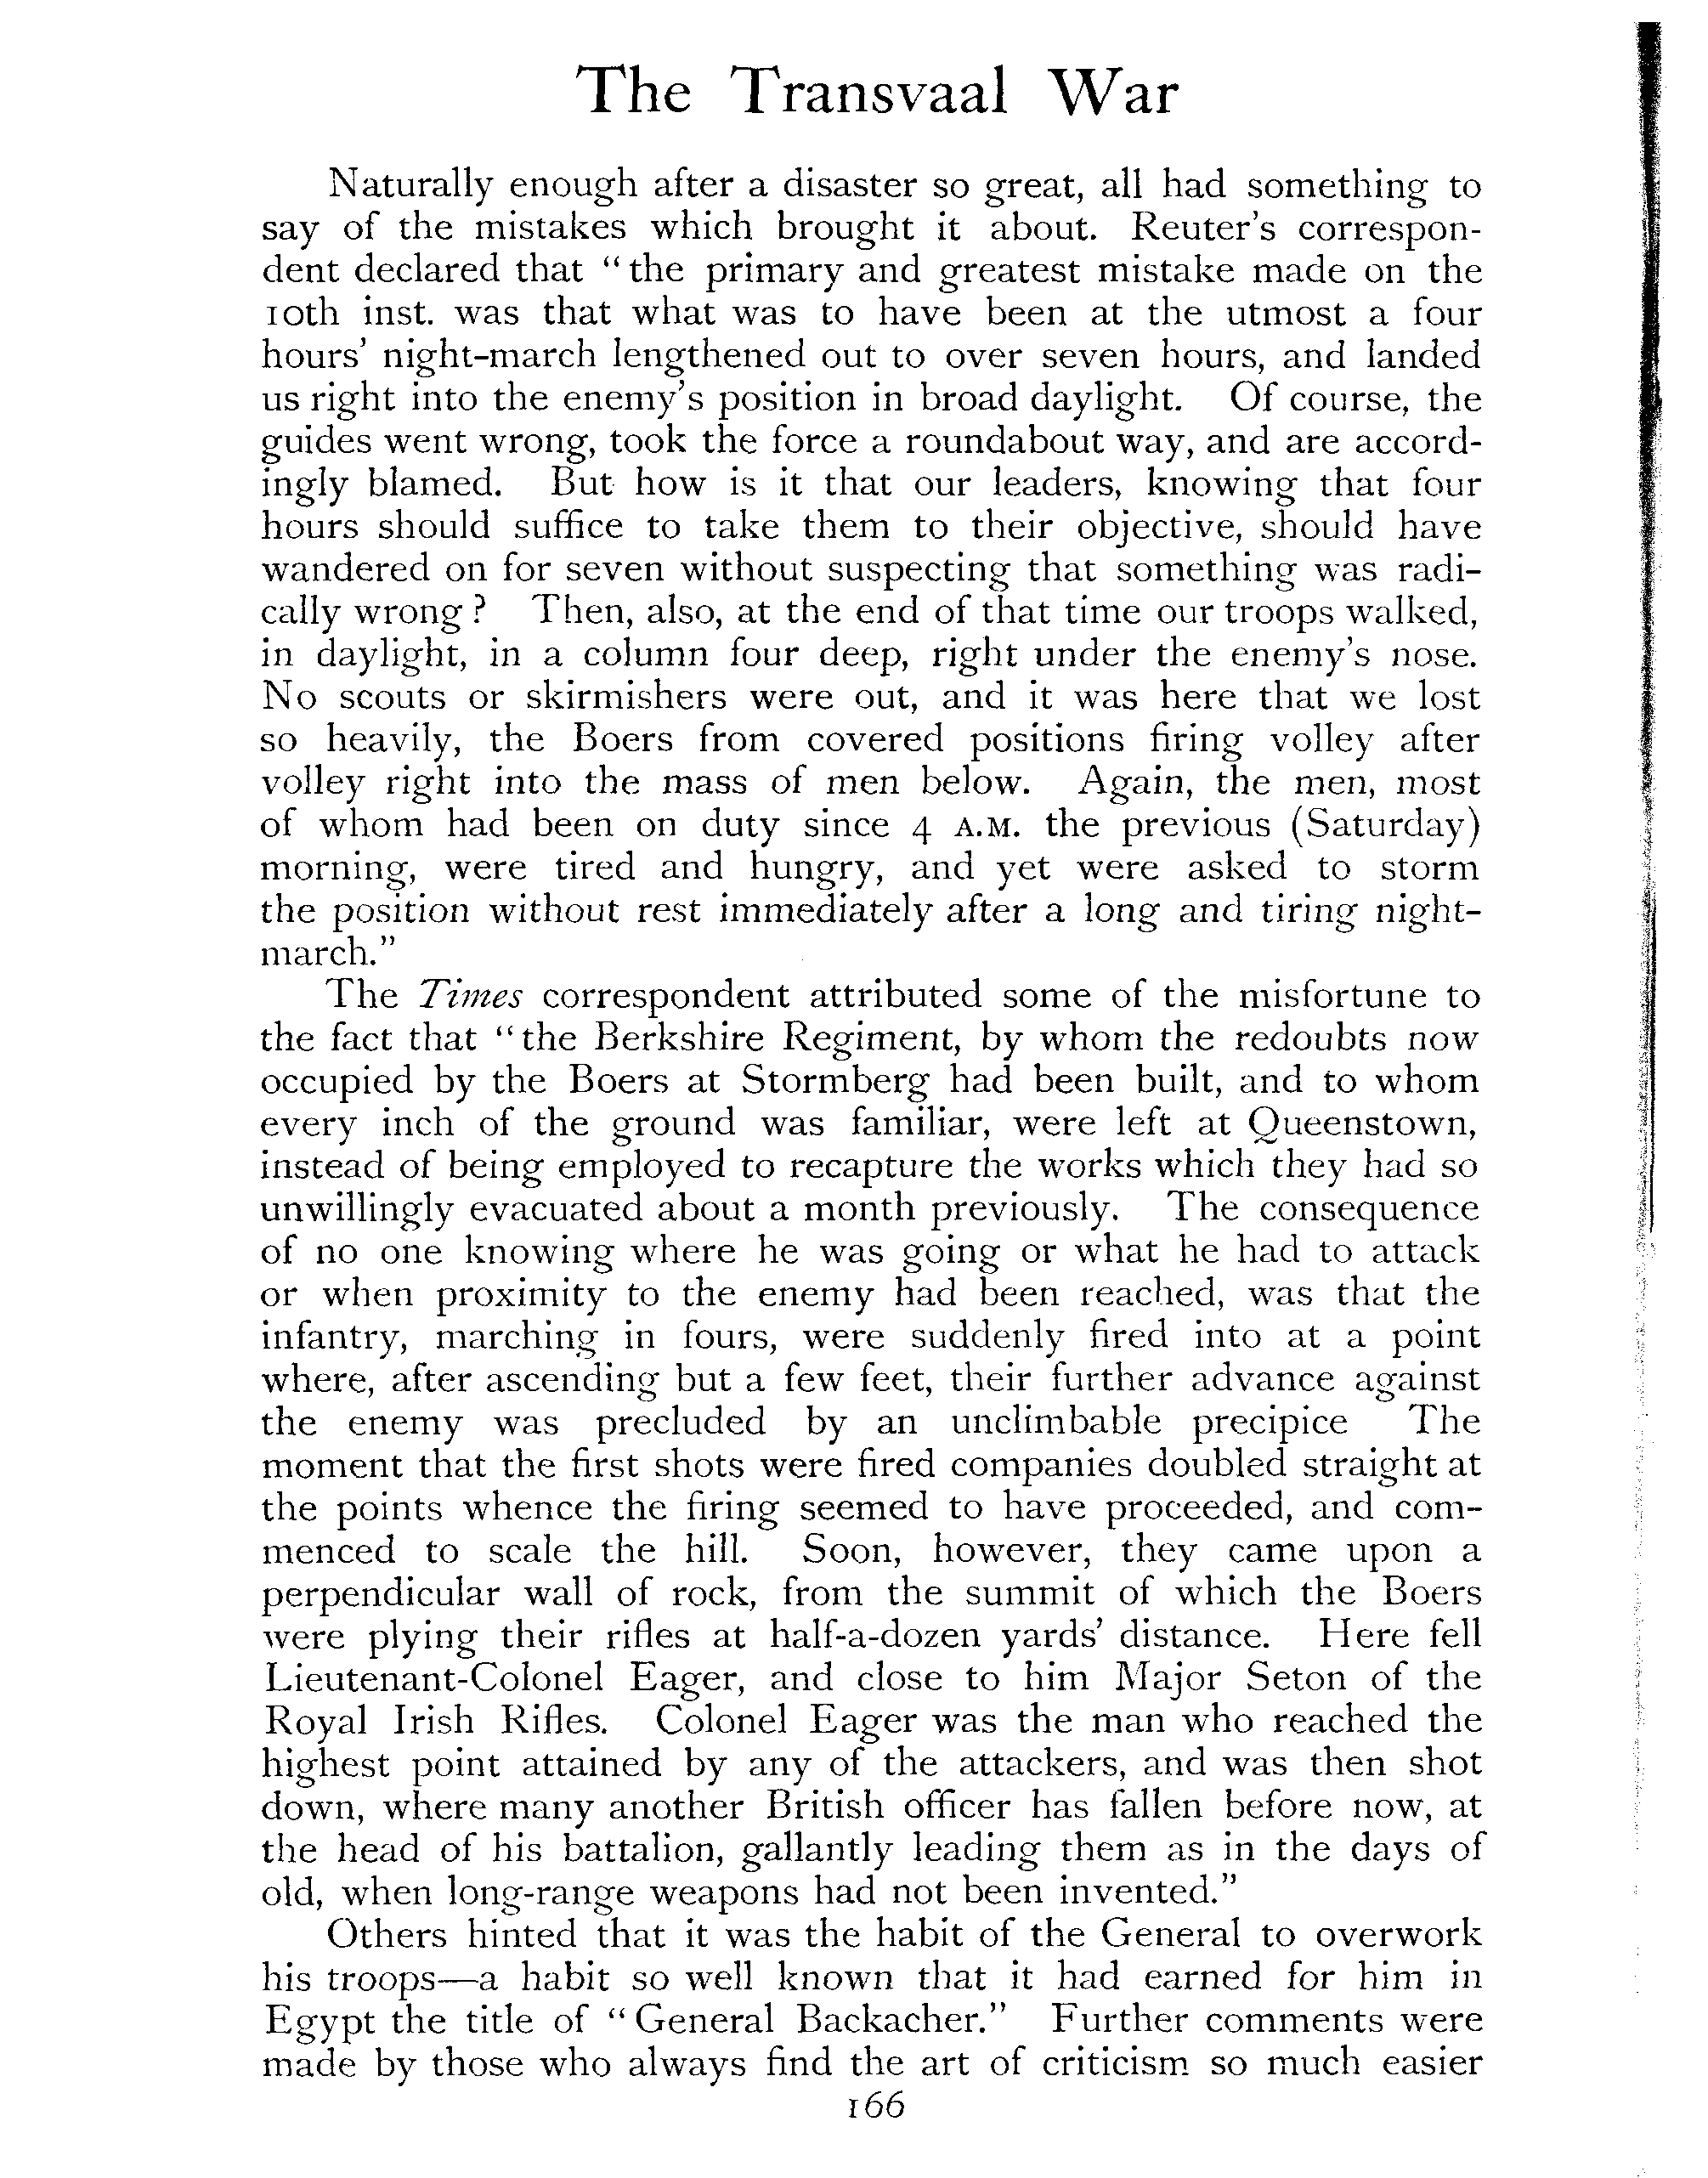 The Transvaal War
Naturally enough after a disaster so great, all had something to
say of the mistakes which brought it about. Reuter's correspon-
dent declared that "the primary and greatest mistake made on the
10th inst. was that what was to have been at the utmost a four
hours' night-march lengthened out to over seven hours, and landed
us right into the enemy's position in broad daylight. Of course, the
guides went wrong, took the force a roundabout way, and are accord-
ingly blamed. But how is it that our leaders, knowing that four
hours should suffice to take them to their objective, should have
wandered on for seven without suspecting that something was radi-
cally wrong? Then, also, at the end of that time our troops walked,
in daylight, in a column four deep, right under the enemy's nose.
No scouts or skirmishers were out, and it was here that we lost
so heavily, the Boers from covered positions firing volley after
volley right into the mass of men below. Again, the men, most
of whom had been on duty since 4 A.M. the previous (Saturday)
morning, were tired and hungry, and yet were asked to storm
the position without rest immediately after a long and tiring night-
march."
The Times correspondent attributed some of the misfortune to
the fact that "the Berkshire Regiment, by whom the redoubts now
occupied by the Boers at Stormberg had been built, and to whom
every inch of the ground was familiar, were left at Queenstown,
instead of being employed to recapture the works which they had so
unwillingly evacuated about a month previously. The consequence
of no one knowing where he was going or what he had to attack
or when proximity to the enemy had been reached, was that the
infantry, marching in fours, were suddenly fired into at a point
where, after ascending but a few feet, their further advance against
the enemy was precluded by an unclimbable precipice The
moment that the first shots were fired companies doubled straight at
the points whence the firing seemed to have proceeded, and com-
menced to scale the hill. Soon, however, they came upon a
perpendicular wall of rock, from the summit of which the Boers
were plying their rifles at half-a-dozen yards' distance. Here fell
Lieutenant-Colonel Eager, and close to him Major Seton of the
Royal Irish Rifles. Colonel Eager was the man who reached the
highest point attained by any of the attackers, and was then shot
down, where many another British officer has fallen before now, at
the head of his battalion, gallantly leading them as in the days of
old, when long-range weapons had not been invented."
Others hinted that it was the habit of the General to overwork
his troops—a habit so well known that it had earned for him in
Egypt the title of "General Backacher." Further comments were
made by those who always find the art of criticism so much easier
166